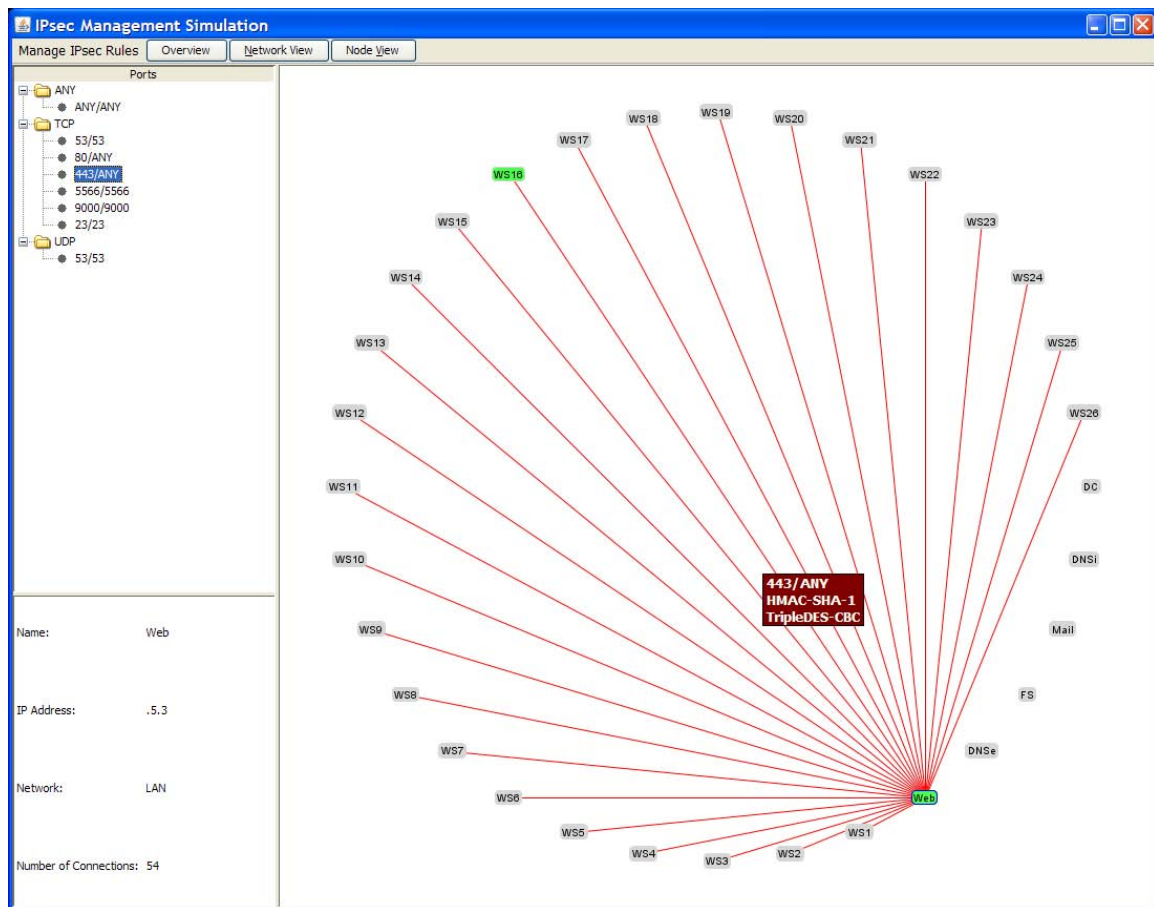 IPsec Management Simulation
Manage IPsec Rules Overview Network View Node View
Ports
ANY
ANY/ANY
TCP
53/53
80/ANY
443/ANY
5566/5566
9000/9000
23/23
UDP
53/53
Name: Web
IP Address: .5.3
Network: LAN
Number of Connections: 54
WS19
WS18
WS20
WS17
WS21
WS16
WS22
WS15
WS23
WS14
WS24
WS13
WS25
WS12
WS26
WS11
DC
WS10
DNSi
443/ANY
HMAC-SHA-1
TripleDES-CBC
WS9
Mail
WS8
FS
WS7
DNSe
WS6
Web
WS5
WS1
WS4
WS2
WS3